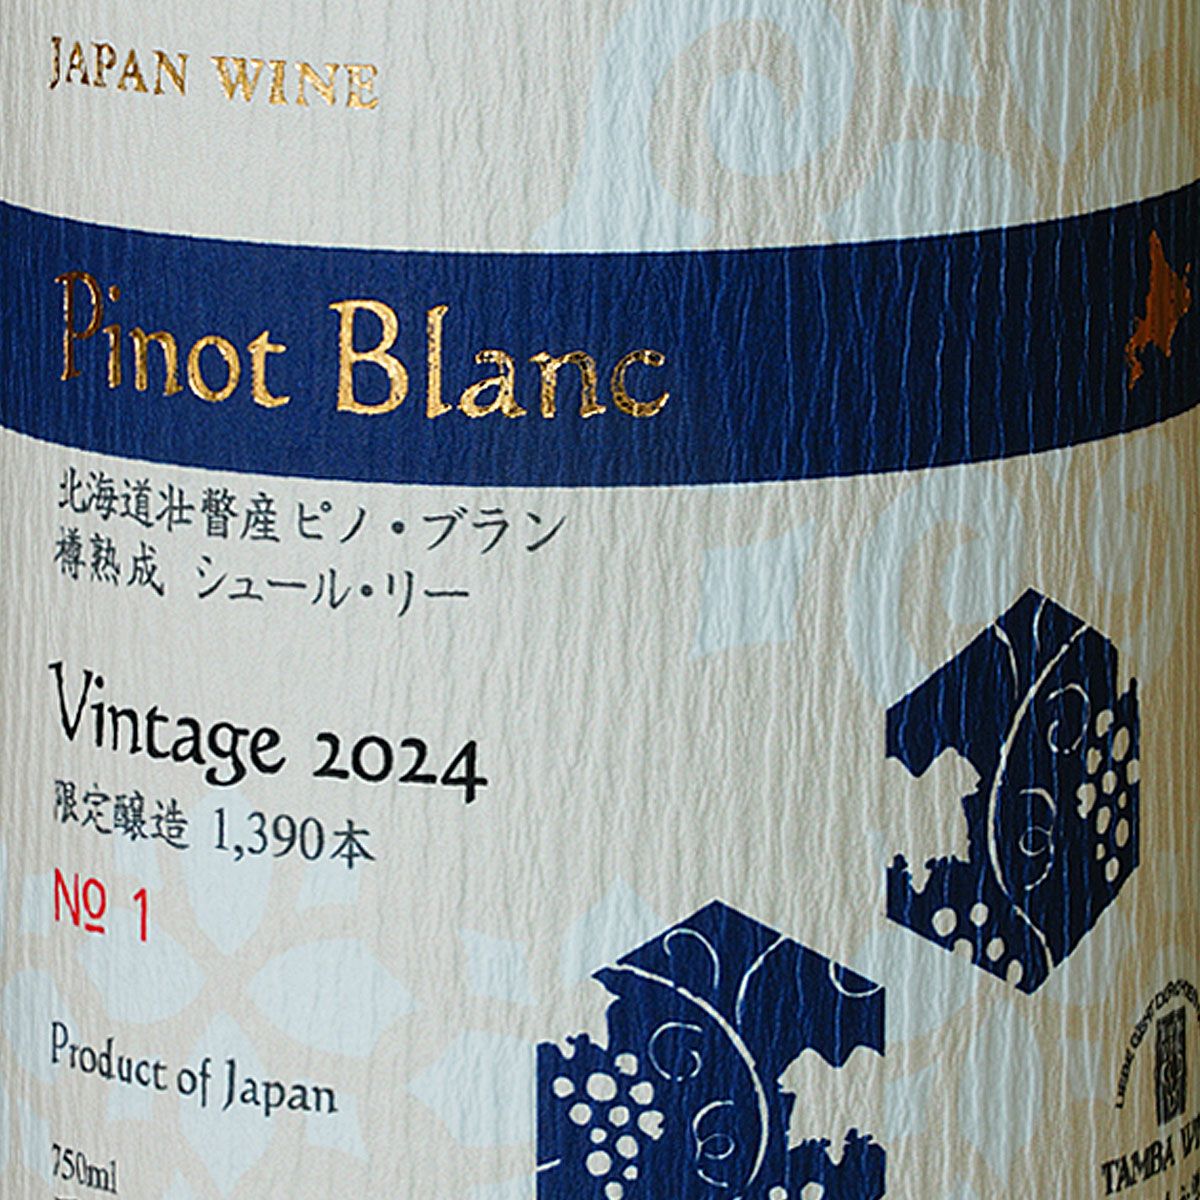 JAPAN WINE
Pinot Blanc
北海道壮瞥産ピノ・ブラン
樽熟成 シュール・リー
Vintage 2024
限定醸造 1,390本
№ 1
Product of Japan
750ml
TAMBA